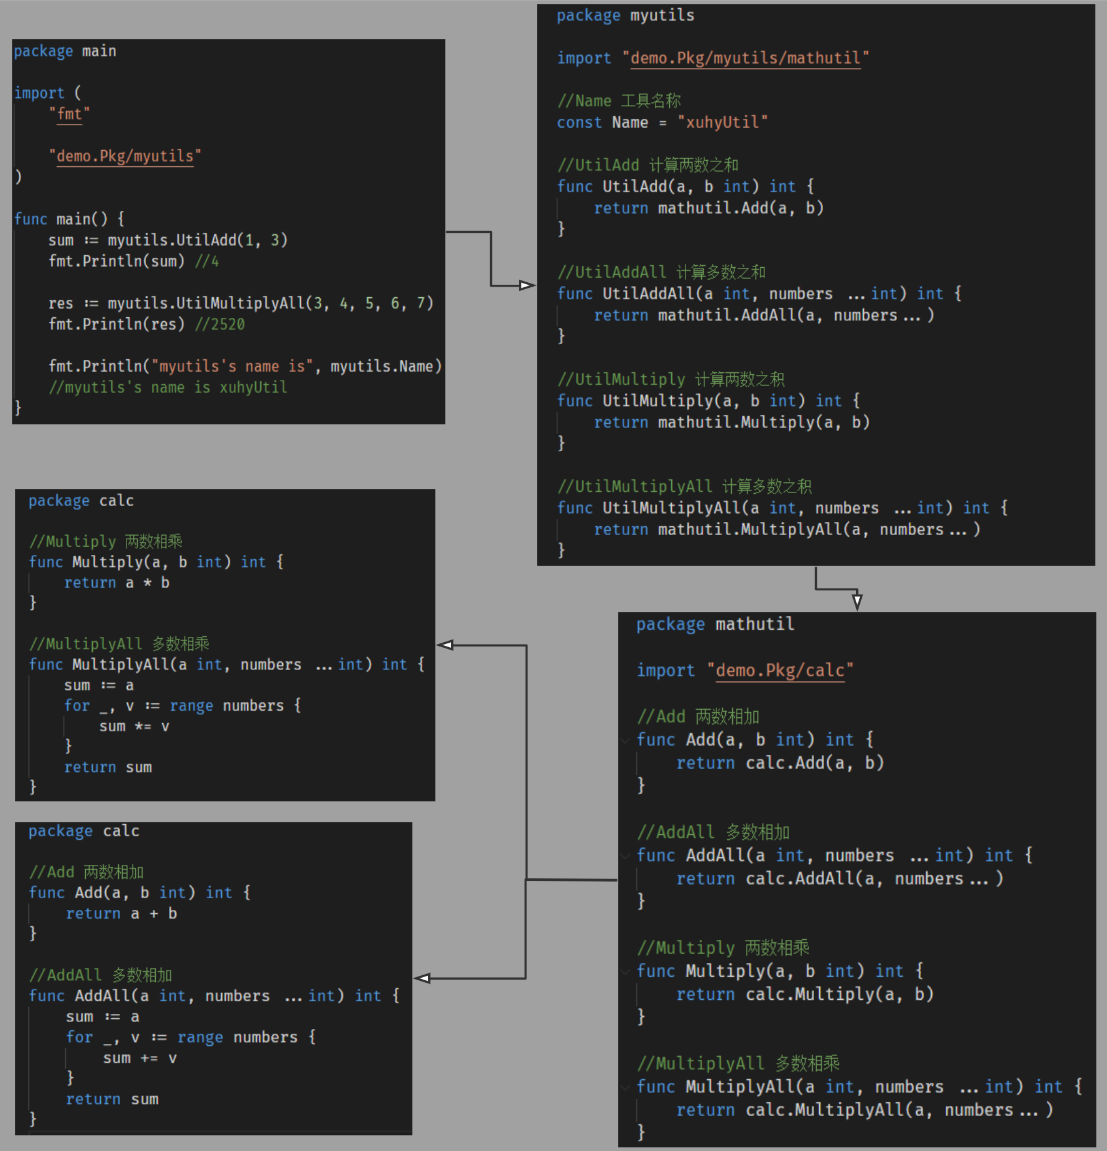 package main
import (
"fmt"
"demo.Pkg/myutils"
)
func main() {
sum := myutils.UtilAdd(1, 3)
fmt.Println(sum) //4
res := myutils.UtilMultiplyAll(3, 4, 5, 6, 7)
fmt.Println(res) //2520
fmt.Println("myutils's name is", myutils.Name)
//myutils's name is xuhyUtil
}
package myutils
import "demo.Pkg/myutils/mathutil"
//Name 工具名称
const Name = "xuhyUtil"
//UtilAdd 计算两数之和
func UtilAdd(a, b int) int {
return mathutil.Add(a, b)
}
//UtilAddAll 计算多数之和
func UtilAddAll(a int, numbers ...int) int {
return mathutil.AddAll(a, numbers...)
}
//UtilMultiply 计算两数之积
func UtilMultiply(a, b int) int {
return mathutil.Multiply(a, b)
}
//UtilMultiplyAll 计算多数之积
func UtilMultiplyAll(a int, numbers ...int) int {
return mathutil.MultiplyAll(a, numbers...)
}
package mathutil
import "demo.Pkg/calc"
//Add 两数相加
func Add(a, b int) int {
return calc.Add(a, b)
}
//AddAll 多数相加
func AddAll(a int, numbers ...int) int {
return calc.AddAll(a, numbers...)
}
//Multiply 两数相乘
func Multiply(a, b int) int {
return calc.Multiply(a, b)
}
//MultiplyAll 多数相乘
func MultiplyAll(a int, numbers ...int) int {
return calc.MultiplyAll(a, numbers...)
}
package calc
//Multiply 两数相乘
func Multiply(a, b int) int {
return a * b
}
//MultiplyAll 多数相乘
func MultiplyAll(a int, numbers ...int) int {
sum := a
for _, v := range numbers {
sum *= v
}
return sum
}
package calc
//Add 两数相加
func Add(a, b int) int {
return a + b
}
//AddAll 多数相加
func AddAll(a int, numbers ...int) int {
sum := a
for _, v := range numbers {
sum += v
}
return sum
}